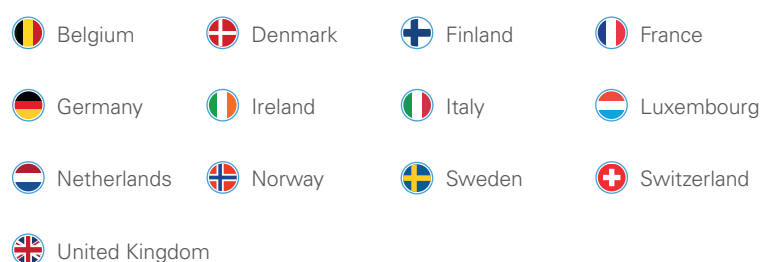 Belgium Denmark Finland France
Germany Ireland Italy Luxembourg
Netherlands Norway Sweden Switzerland
United Kingdom